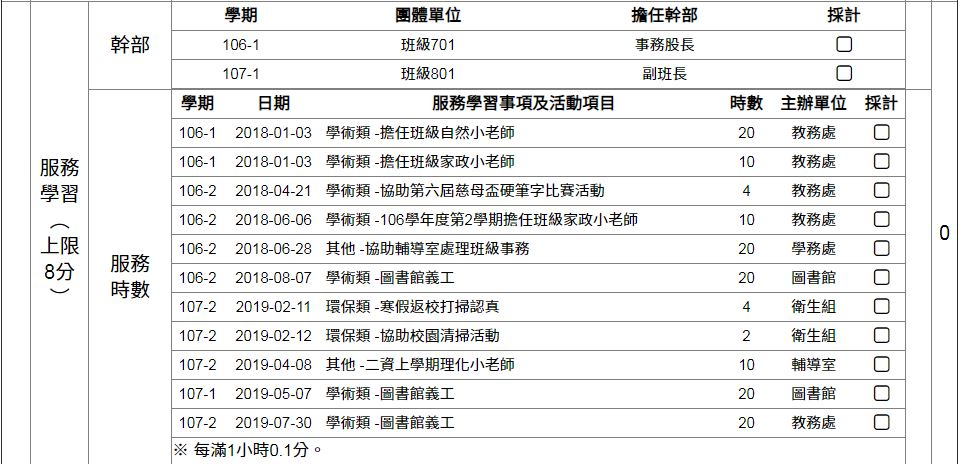 服務
學習
（
上限
8分
）
幹部
學期 團體單位 擔任幹部 採計
106-1 班級701 事務股長
107-1 班級801 副班長
服務
時數
學期 日期 服務學習事項及活動項目 時數 主辦單位 採計
106-1 2018-01-03 學術類 -擔任班級自然小老師 20 教務處
106-1 2018-01-03 學術類 -擔任班級家政小老師 10 教務處
106-2 2018-04-21 學術類 -協助第六屆慈母盃硬筆字比賽活動 4 教務處
106-2 2018-06-06 學術類 -106學年度第2學期擔任班級家政小老師 10 教務處
106-2 2018-06-28 其他 -協助輔導室處理班級事務 20 學務處
106-2 2018-08-07 學術類 -圖書館義工 20 圖書館
107-2 2019-02-11 環保類 -寒假返校打掃認真 4 衛生組
107-2 2019-02-12 環保類 -協助校園清掃活動 2 衛生組
107-2 2019-04-08 其他 -二資上學期理化小老師 10 輔導室
107-1 2019-05-07 學術類 -圖書館義工 20 圖書館
107-2 2019-07-30 學術類 -圖書館義工 20 教務處
※ 每滿1小時0.1分。
0